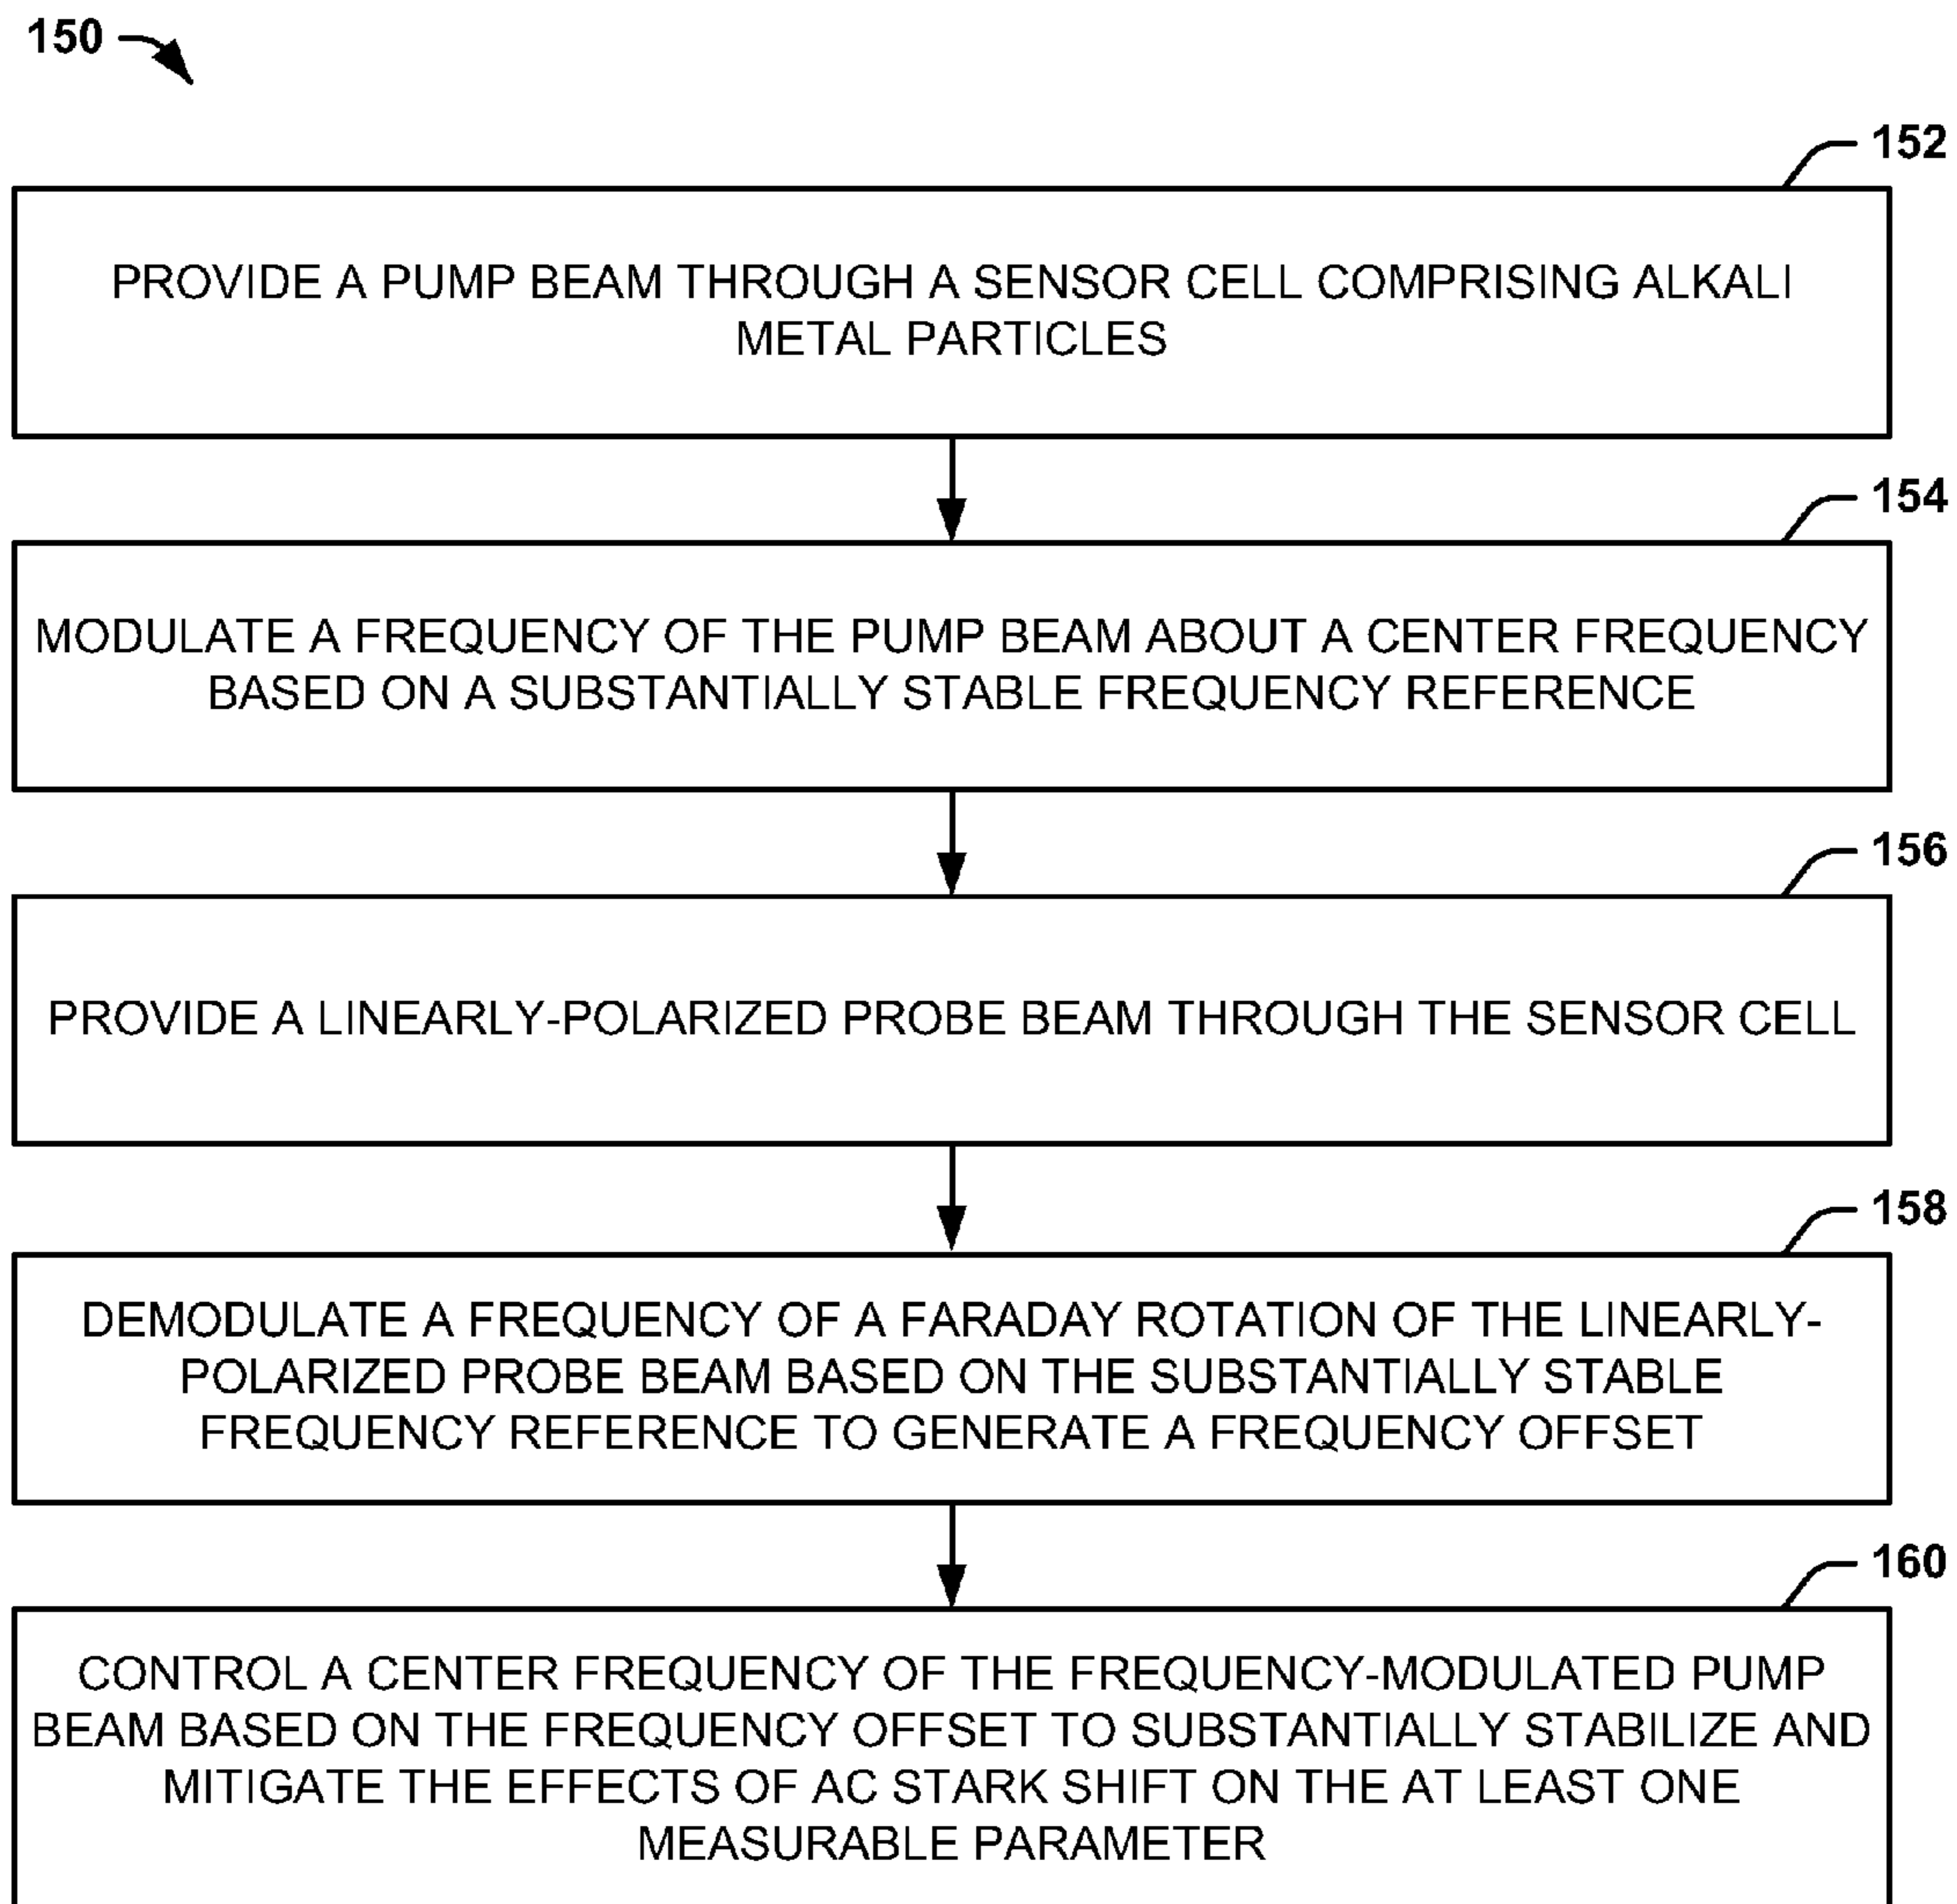 150
152
PROVIDE A PUMP BEAM THROUGH A SENSOR CELL COMPRISING ALKALI
METAL PARTICLES
154
MODULATE A FREQUENCY OF THE PUMP BEAM ABOUT A CENTER FREQUENCY
BASED ON A SUBSTANTIALLY STABLE FREQUENCY REFERENCE
156
PROVIDE A LINEARLY-POLARIZED PROBE BEAM THROUGH THE SENSOR CELL
158
DEMODULATE A FREQUENCY OF A FARADAY ROTATION OF THE LINEARLY-
POLARIZED PROBE BEAM BASED ON THE SUBSTANTIALLY STABLE
FREQUENCY REFERENCE TO GENERATE A FREQUENCY OFFSET
160
CONTROL A CENTER FREQUENCY OF THE FREQUENCY-MODULATED PUMP
BEAM BASED ON THE FREQUENCY OFFSET TO SUBSTANTIALLY STABILIZE AND
MITIGATE THE EFFECTS OF AC STARK SHIFT ON THE AT LEAST ONE
MEASURABLE PARAMETER